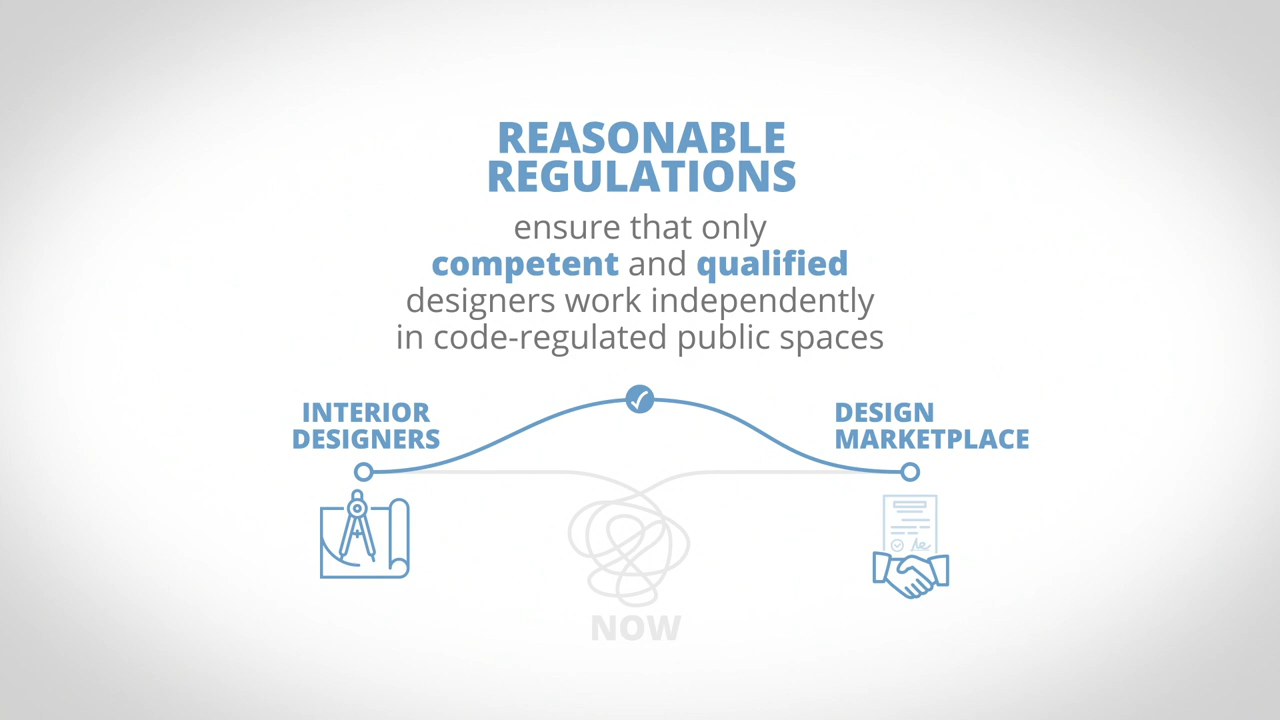 REASONABLE
REGULATIONS
ensure that only
competent and qualified
designers work independently
in code-regulated public spaces
INTERIOR
DESIGNERS
DESIGN
MARKETPLACE
NOW